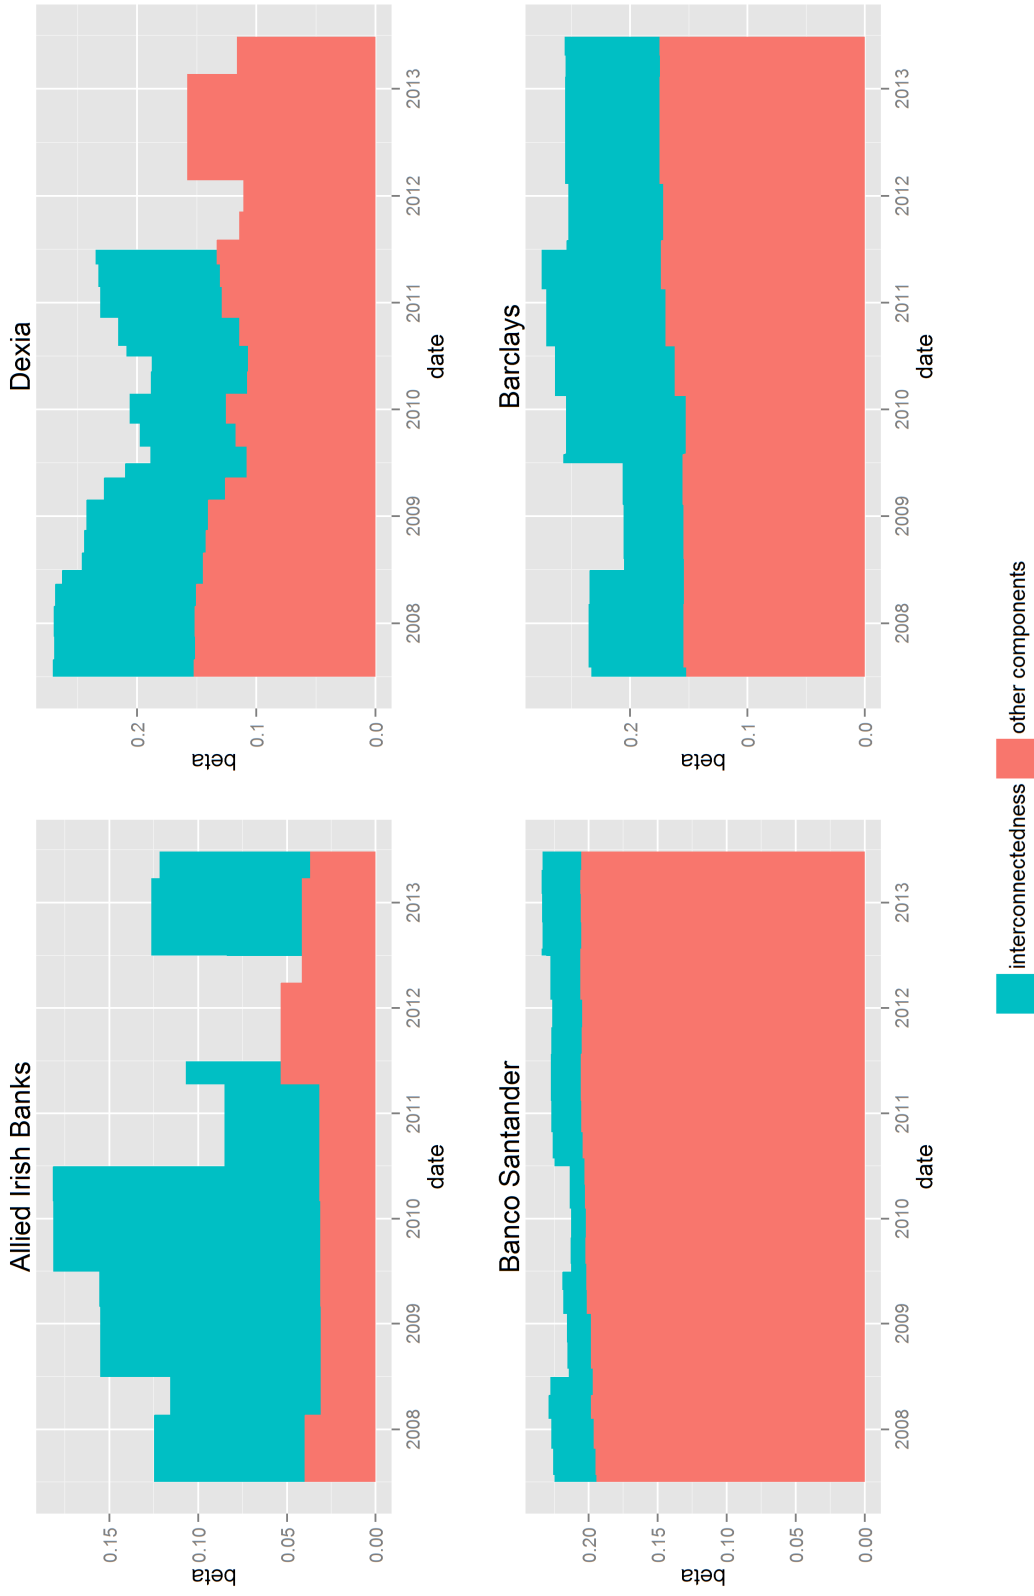 Allied Irish Banks
beta
0.15
0.10
0.05
0.00
2008 2009 2010 2011 2012 2013
date
Dexia
beta
0.2
0.1
0.0
2008 2009 2010 2011 2012 2013
date
Banco Santander
beta
0.20
0.15
0.10
0.05
0.00
2008 2009 2010 2011 2012 2013
date
Barclays
beta
0.2
0.1
0.0
2008 2009 2010 2011 2012 2013
date
interconnectedness other components